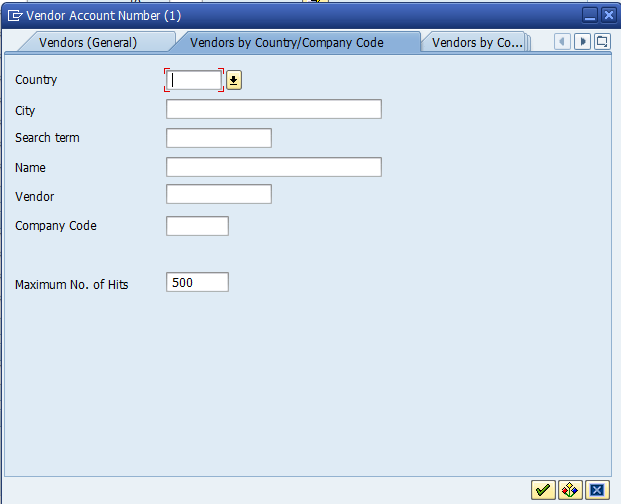 Vendor Account Number (1)
Vendors (General) Vendors by Country/Company Code Vendors by Co...
Country
City
Search term
Name
Vendor
Company Code
Maximum No. of Hits 500